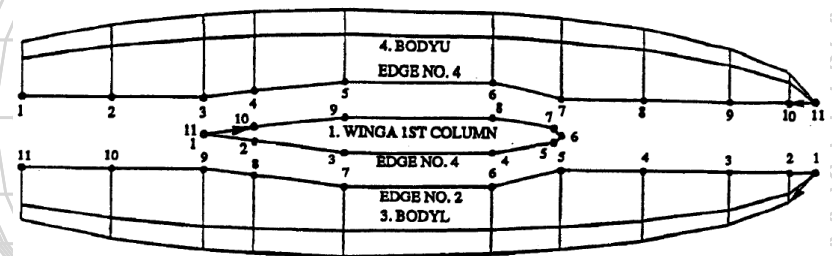 4. BODYU
EDGE NO. 4
1 2 3 4 5 6 7 8 9 10 11
11 10 9 8 7 6
1. WINGA 1ST COLUMN
1 2 3 4 5
EDGE NO. 4
11 10 9 8 7 6 5 4 3 2 1
EDGE NO. 2
3. BODYL